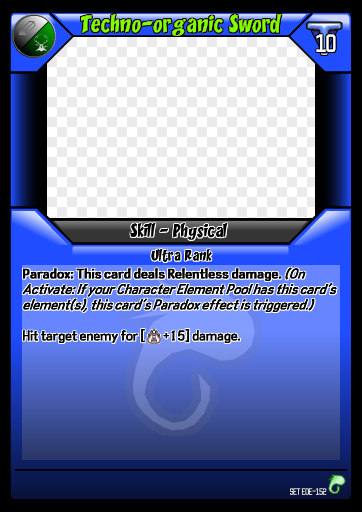 Techno-organic Sword
10
Skill - Physical
Ultra Rank
Paradox: This card deals Relentless damage. (On
Activate: If your Character Element Pool has this card's
element(s), this card's Paradox effect is triggered.)
Hit target enemy for [ +15] damage.
SET EOE-152